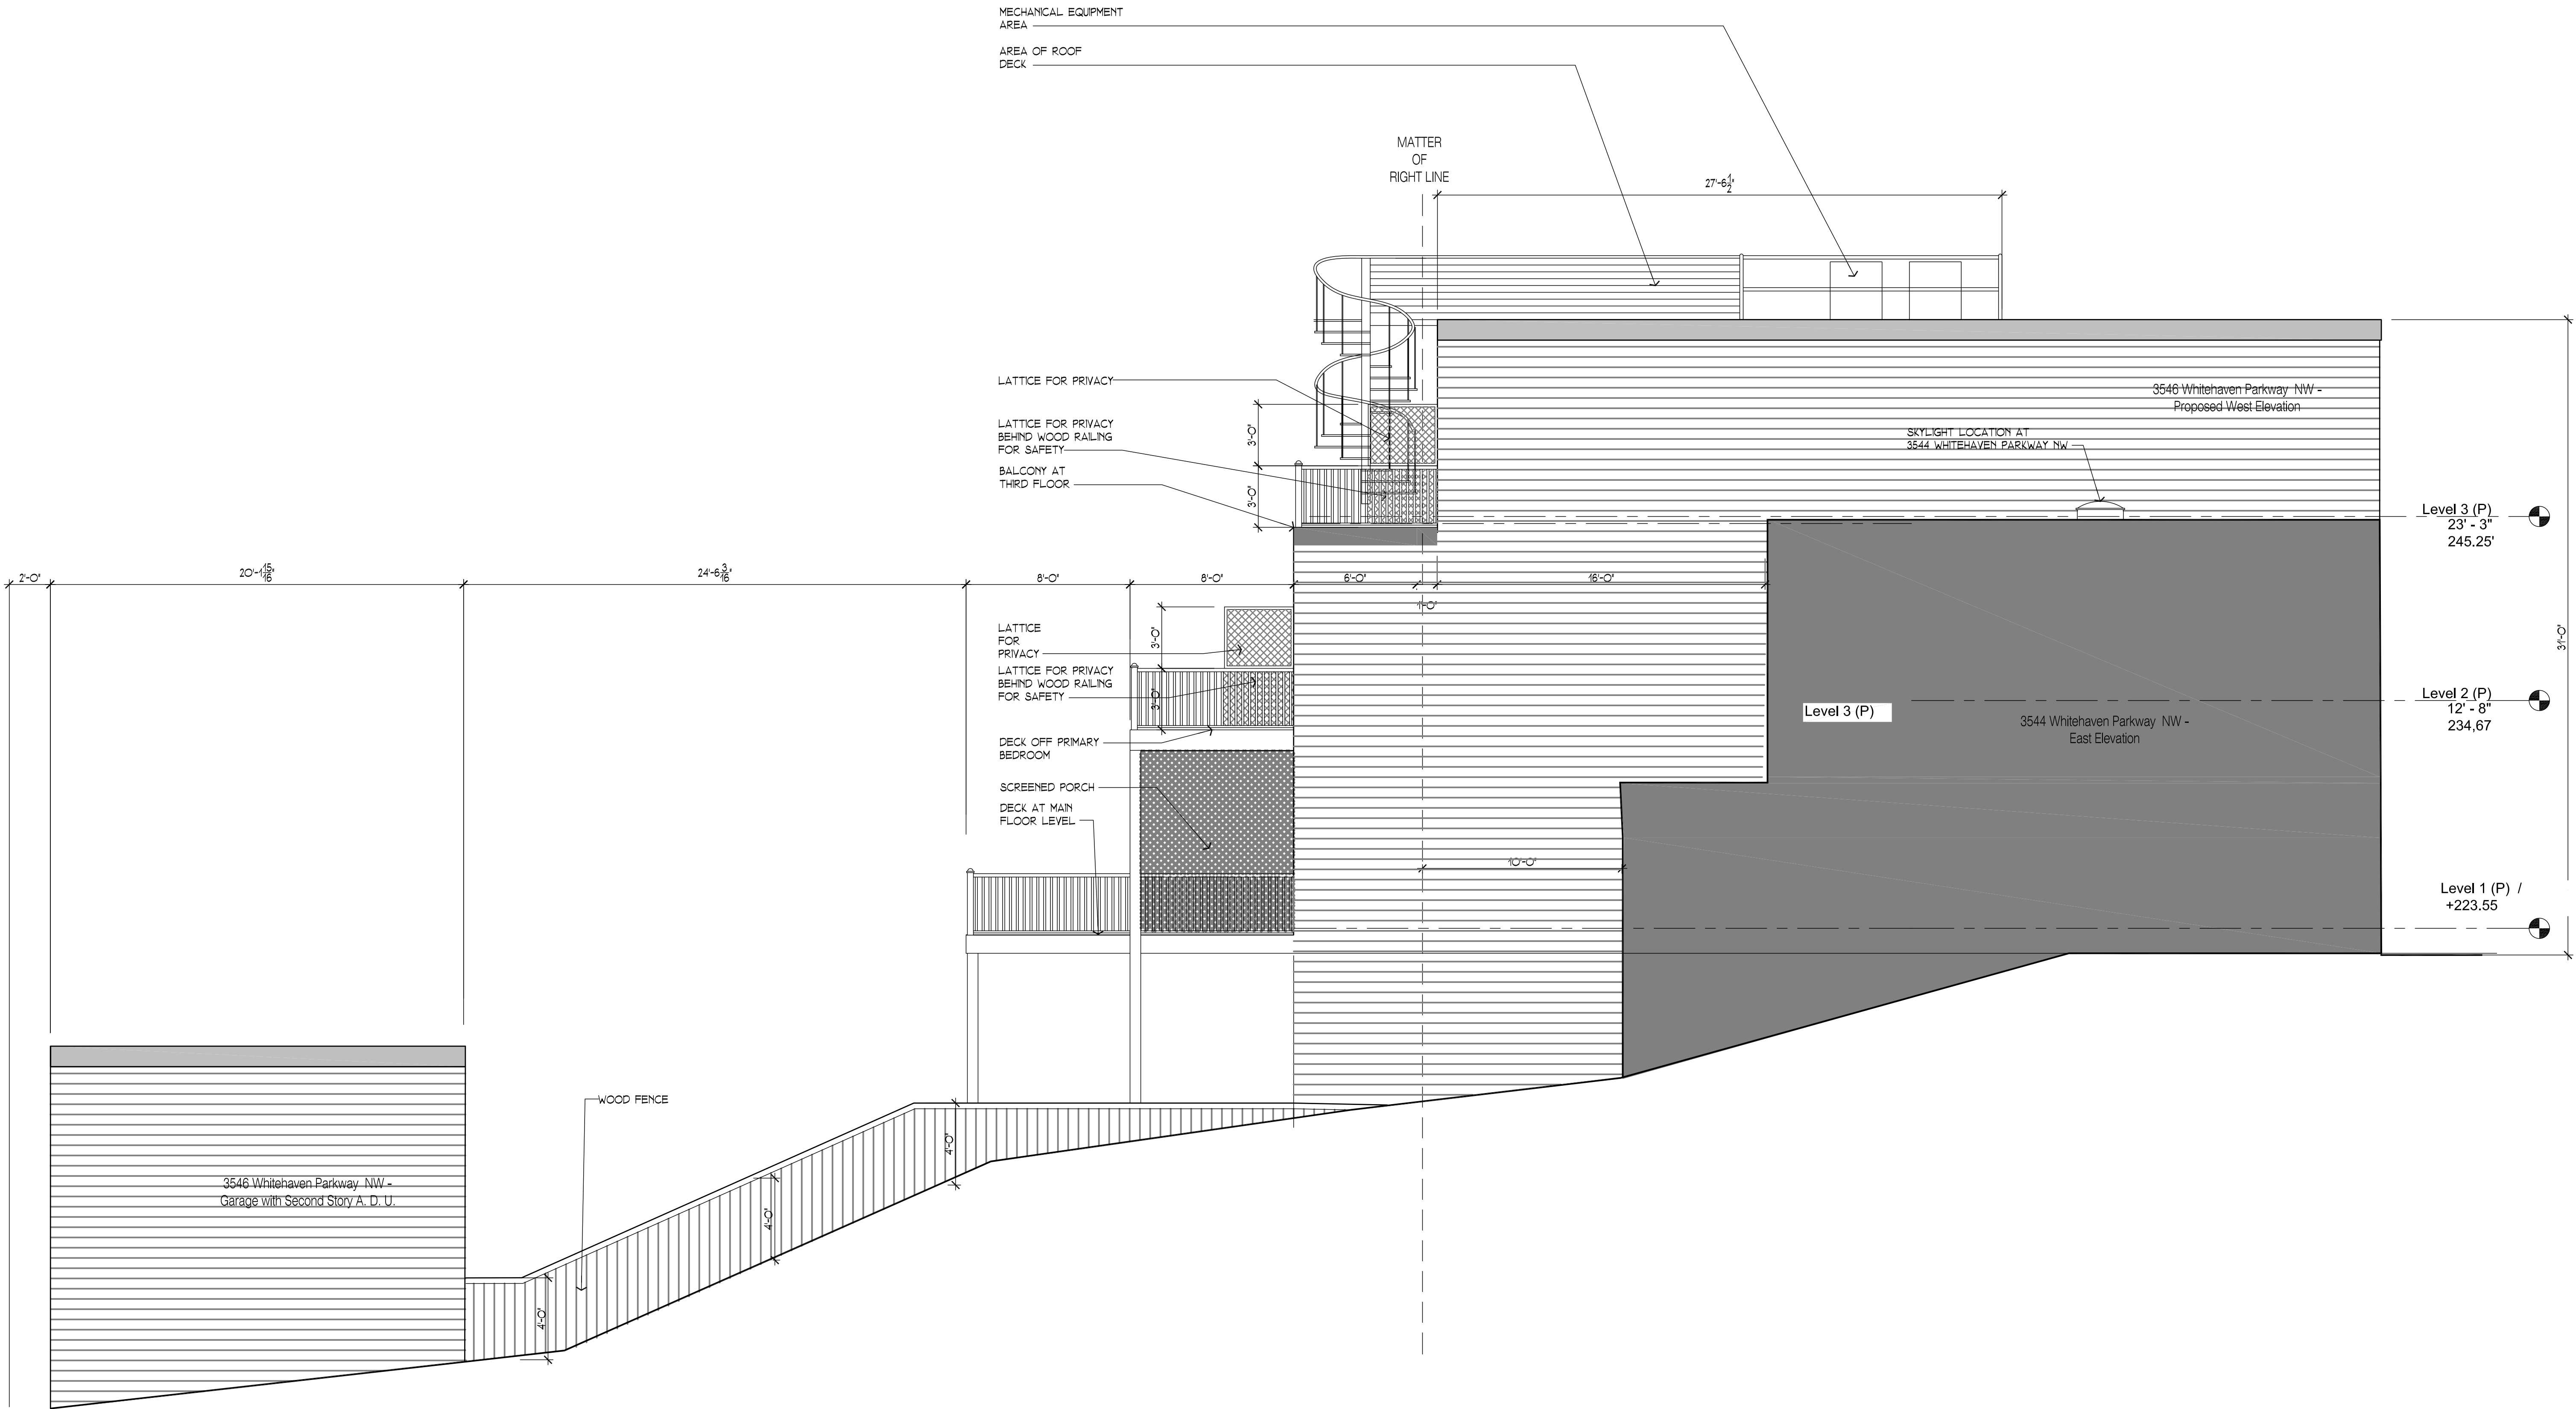 MECHANICAL EQUIPMENT
AREA
AREA OF ROOF
DECK
MATTER
OF
RIGHT LINE
27'-6 1/2"
LATTICE FOR PRIVACY
3'-0"
LATTICE FOR PRIVACY
BEHIND WOOD RAILING
FOR SAFETY
BALCONY AT
THIRD FLOOR
3'-0"
3546 Whitehaven Parkway NW -
Proposed West Elevation
SKYLIGHT LOCATION AT
3544 WHITEHAVEN PARKWAY NW
Level 3 (P)
23' - 3"
245.25'
2'-0"
20'-1 15/16"
24'-6 3/16"
8'-0"
8'-0"
6'-0"
1'-0"
16'-0"
31'-0"
LATTICE
FOR
PRIVACY
3'-0"
LATTICE FOR PRIVACY
BEHIND WOOD RAILING
FOR SAFETY
3'-0"
DECK OFF PRIMARY
BEDROOM
SCREENED PORCH
DECK AT MAIN
FLOOR LEVEL
Level 3 (P)
3544 Whitehaven Parkway NW -
East Elevation
Level 2 (P)
12' - 8"
234,67
10'-0"
Level 1 (P) /
+223.55
WOOD FENCE
4'-0"
4'-0"
4'-0"
3546 Whitehaven Parkway NW -
Garage with Second Story A. D. U.